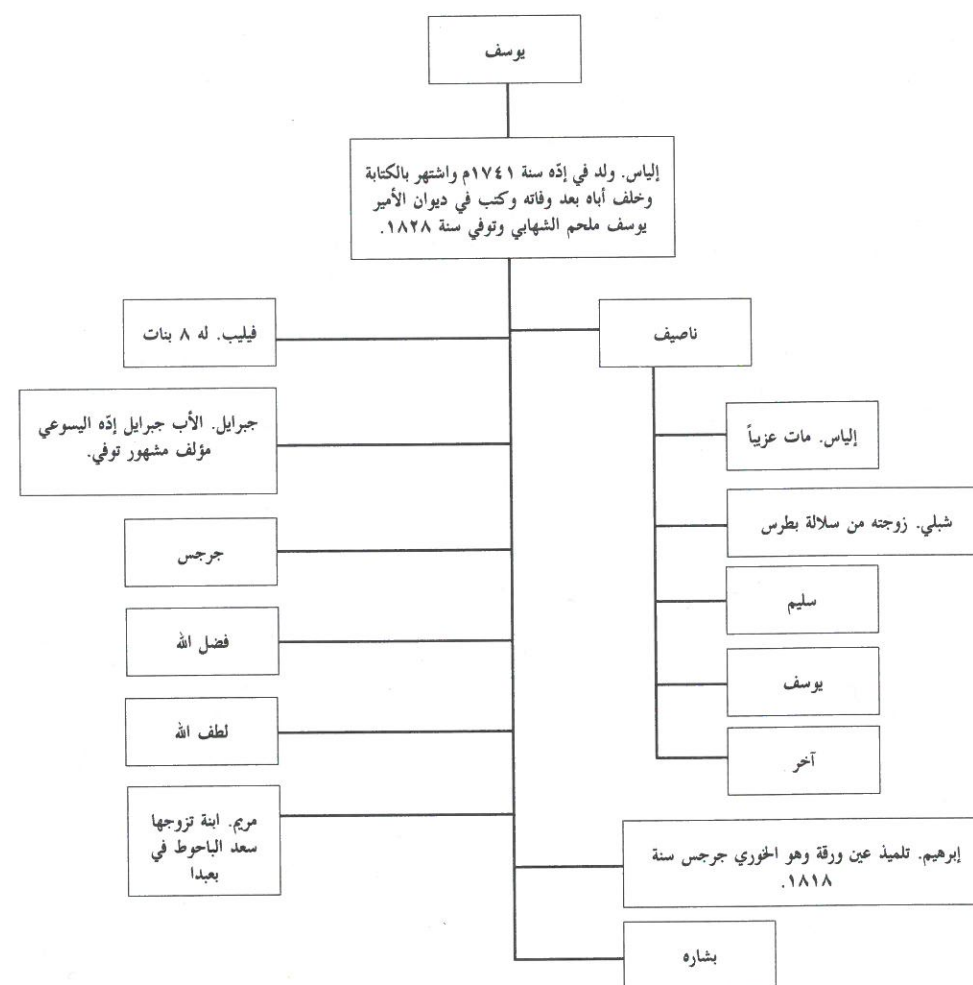 يوسف
إلياس. ولد في إدّه سنة ١٧٤١م واشتهر بالكتابة
وخلف أباه بعد وفاته وكتب في ديوان الأمير
يوسف ملحم الشهابي وتوفي سنة ١٨٢٨.
ناصيف
إلياس. مات عزيباً
شبلي. زوجته من سلالة بطرس
سليم
يوسف
آخر
إبرهيم. تلميذ عين ورقة وهو الخوري جرجس سنة
١٨١٨.
بشاره
فيليب. له ٨ بنات
جبرايل. الأب جبرايل إدّه اليسوعي
مؤلف مشهور توفي.
جرجس
فضل الله
لطف الله
مريم. ابنة تزوجها
سعد الباحوط في
بعبدا